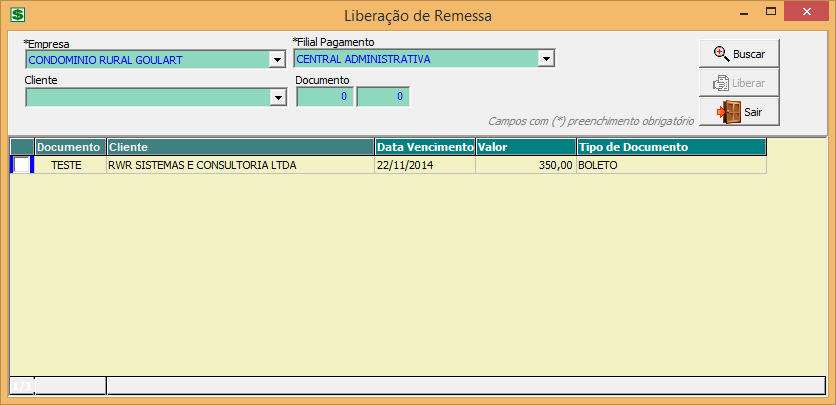 Liberação de Remessa
*Empresa
*Filial Pagamento
CONDOMINIO RURAL GOULART
CENTRAL ADMINISTRATIVA
Buscar
Cliente
Documento
Liberar
0 0
Campos com (*) preenchimento obrigatório
Sair
Documento Cliente Data Vencimento Valor Tipo de Documento
TESTE RWR SISTEMAS E CONSULTORIA LTDA 22/11/2014 350,00 BOLETO
1/1